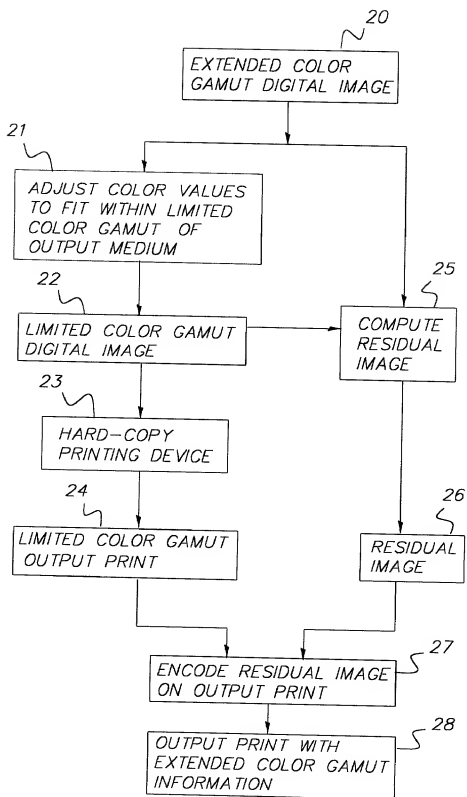 20
EXTENDED COLOR
GAMUT DIGITAL IMAGE
21
ADJUST COLOR VALUES
TO FIT WITHIN LIMITED
COLOR GAMUT OF
OUTPUT MEDIUM
22
LIMITED COLOR GAMUT
DIGITAL IMAGE
25
COMPUTE
RESIDUAL
IMAGE
23
HARD-COPY
PRINTING DEVICE
24
LIMITED COLOR GAMUT
OUTPUT PRINT
26
RESIDUAL
IMAGE
27
ENCODE RESIDUAL IMAGE
ON OUTPUT PRINT
28
OUTPUT PRINT WITH
EXTENDED COLOR GAMUT
INFORMATION